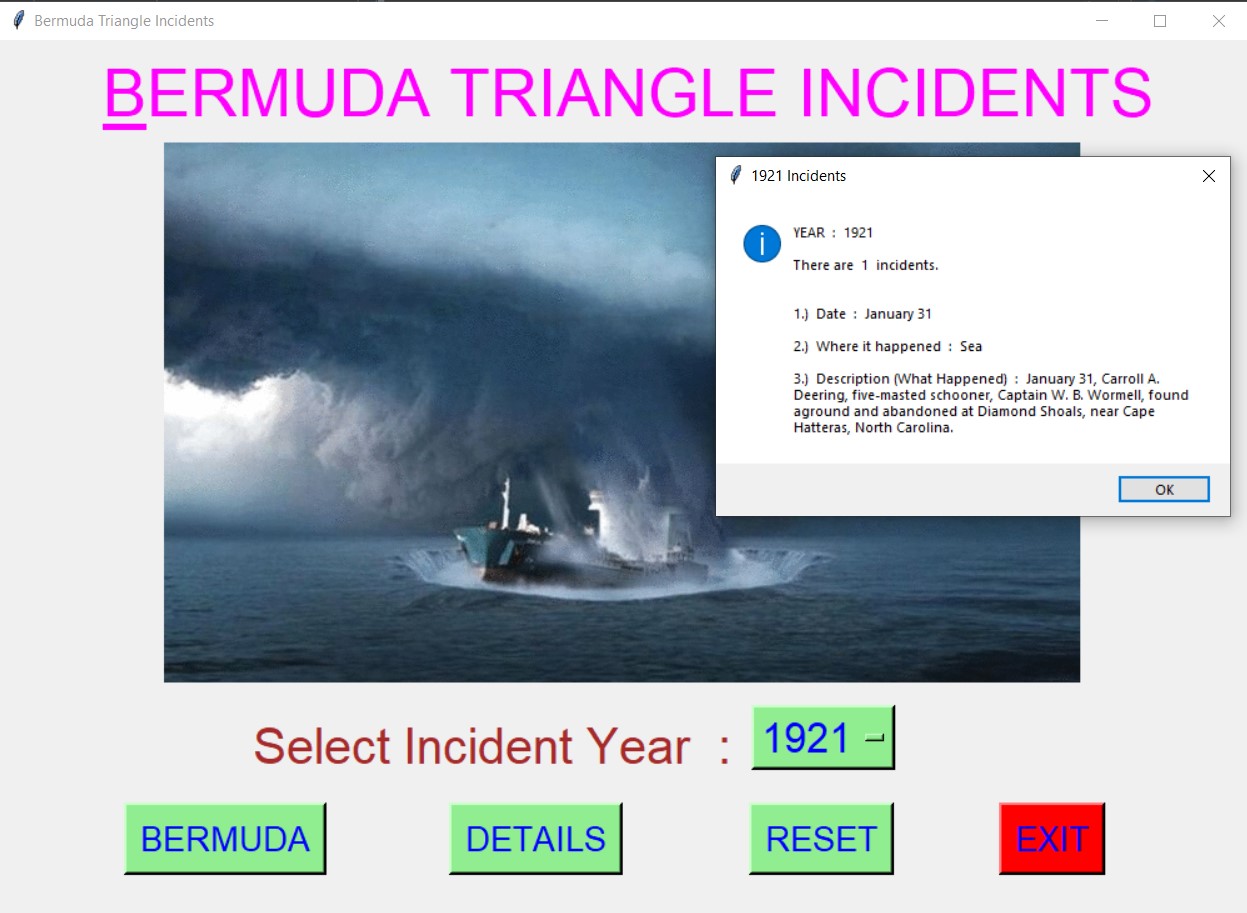 Bermuda Triangle Incidents
BERMUDA TRIANGLE INCIDENTS
1921 Incidents
YEAR  :  1921
There are  1  incidents.
1.)  Date  :  January 31
2.)  Where it happened  :  Sea
3.)  Description (What Happened)  :  January 31, Carroll A.
Deering, five-masted schooner, Captain W. B. Wormell, found
aground and abandoned at Diamond Shoals, near Cape
Hatteras, North Carolina.
OK
Select Incident Year  :  1921
BERMUDA
DETAILS
RESET
EXIT